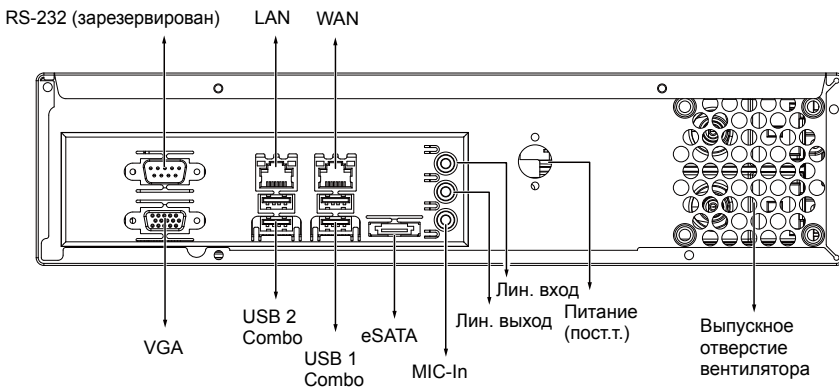 RS-232 (зарезервирован)
LAN
WAN
Лин. вход
Лин. выход
Питание
(пост.т.)
USB 2
Combo
eSATA
VGA
USB 1
Combo
MIC-In
Выпускное
отверстие
вентилятора